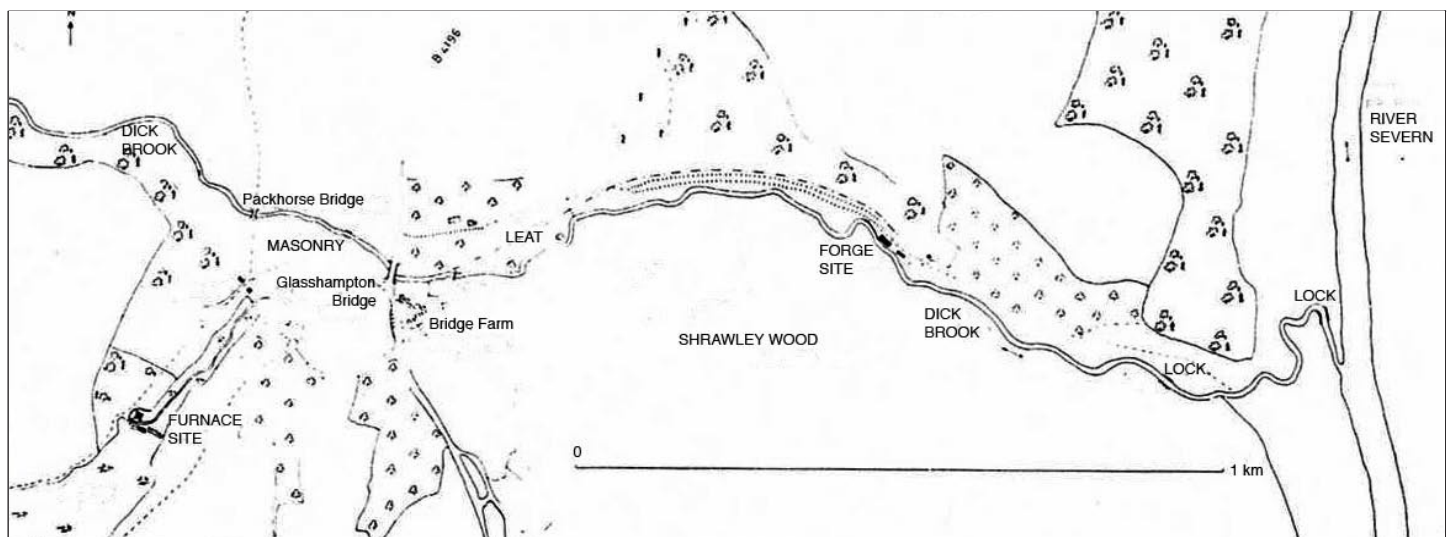 N
B 4196
DICK
BROOK
RIVER
SEVERN
Packhorse Bridge
MASONRY
LEAT
FORGE
SITE
Glasshampton
Bridge
Bridge Farm
DICK
BROOK
LOCK
SHRAWLEY WOOD
LOCK
FURNACE
SITE
0
1 km